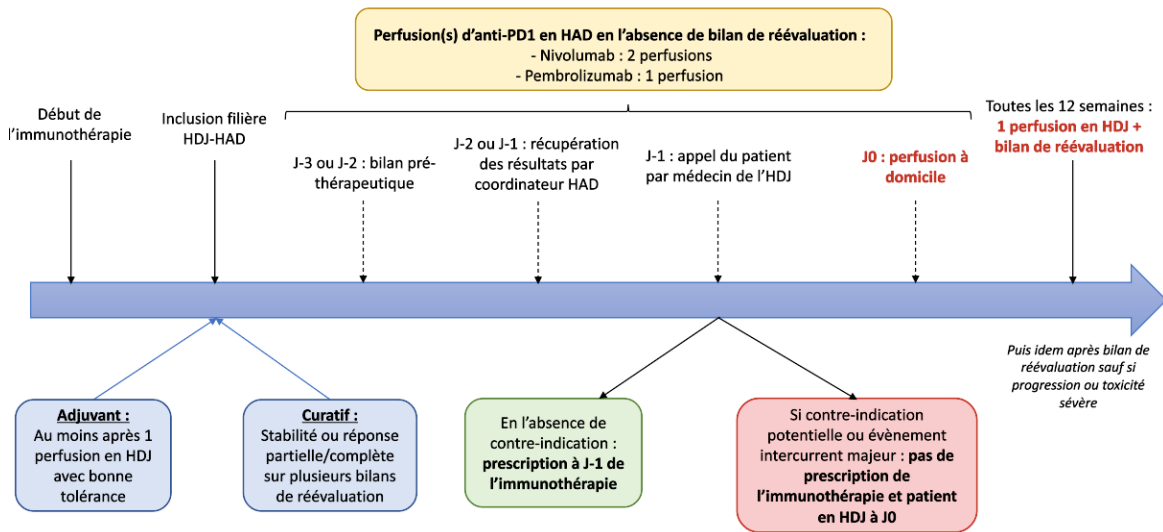 Perfusion(s) d'anti-PD1 en HAD en l'absence de bilan de réévaluation :
- Nivolumab : 2 perfusions
- Pembrolizumab : 1 perfusion
Début de
l'immunothérapie
Inclusion filière
HDJ-HAD
J-3 ou J-2 : bilan pré-
thérapeutique
J-2 ou J-1 : récupération
des résultats par
coordinateur HAD
J-1 : appel du patient
par médecin de l'HDJ
J0 : perfusion à
domicile
Toutes les 12 semaines :
1 perfusion en HDJ +
bilan de réévaluation
Adjuvant :
Au moins après 1
perfusion en HDJ
avec bonne
tolérance
Curatif :
Stabilité ou réponse
partielle/complète
sur plusieurs bilans
de réévaluation
En l'absence de
contre-indication :
prescription à J-1 de
l'immunothérapie
Si contre-indication
potentielle ou évènement
intercurrent majeur : pas de
prescription de
l'immunothérapie et patient
en HDJ à J0
Puis idem après bilan de
réévaluation sauf si
progression ou toxicité
sévère